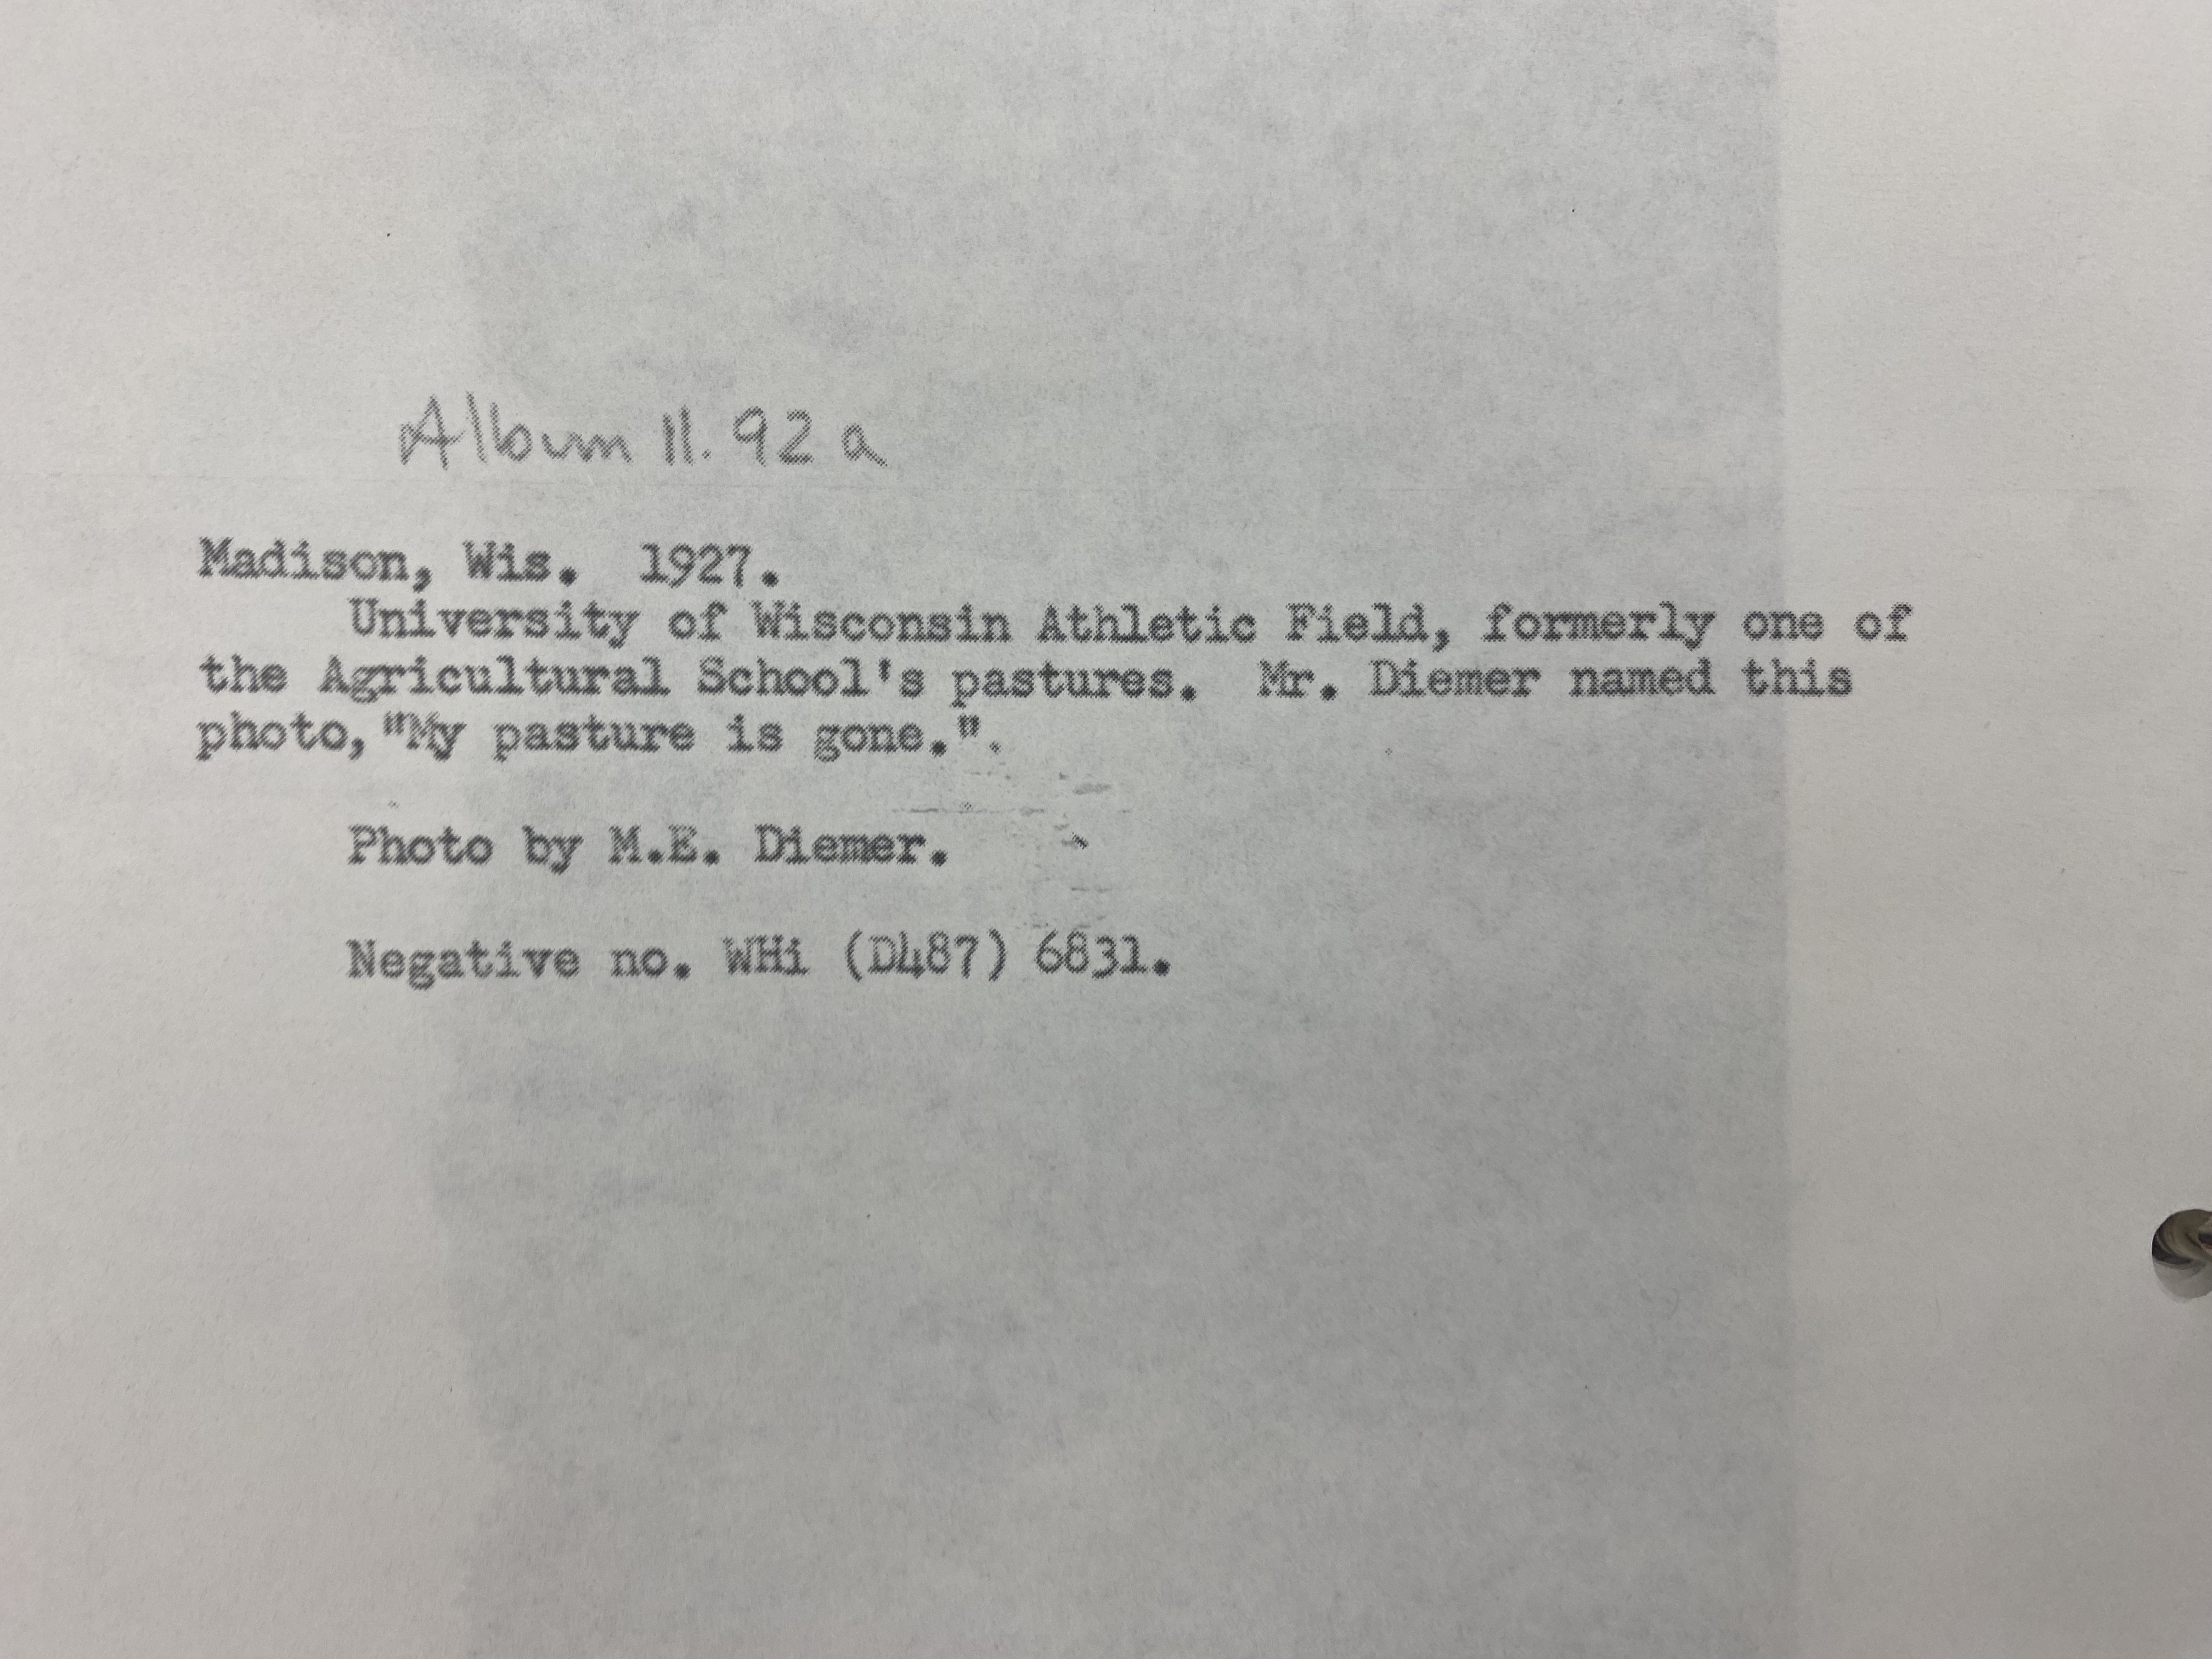 Album 11. 92 a
Madison, Wis. 1927.
University of Wisconsin Athletic Field, formerly one of
the Agricultural School's pastures. Mr. Diemer named this
photo, "My pasture is gone.".
Photo by M.E. Diemer.
Negative no. WHi (D487) 6831.